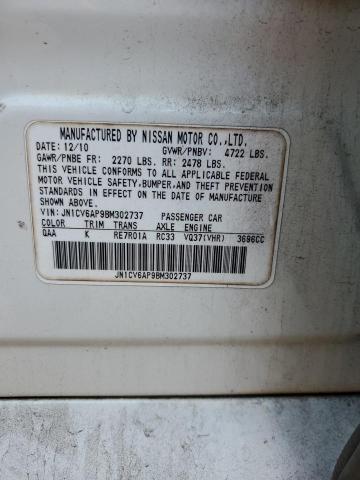 MANUFACTURED BY NISSAN MOTOR CO.,LTD.
DATE: 12/10 GVWR/PNBV: 4722 LBS.
GAWR/PNBE FR: 2270 LBS. RR: 2478 LBS.
THIS VEHICLE CONFORMS TO ALL APPLICABLE FEDERAL
MOTOR VEHICLE SAFETY, BUMPER, AND THEFT PREVENTION
STANDARDS IN EFFECT ON THE DATE OF MANUFACTURE
SHOWN ABOVE.
VIN: JN1CV6AP9BM302737 PASSENGER CAR
COLOR TRIM TRANS AXLE ENGINE
QAA K RE7R01A RC33 VQ37(VHR) 3696CC
JN1CV6AP9BM302737